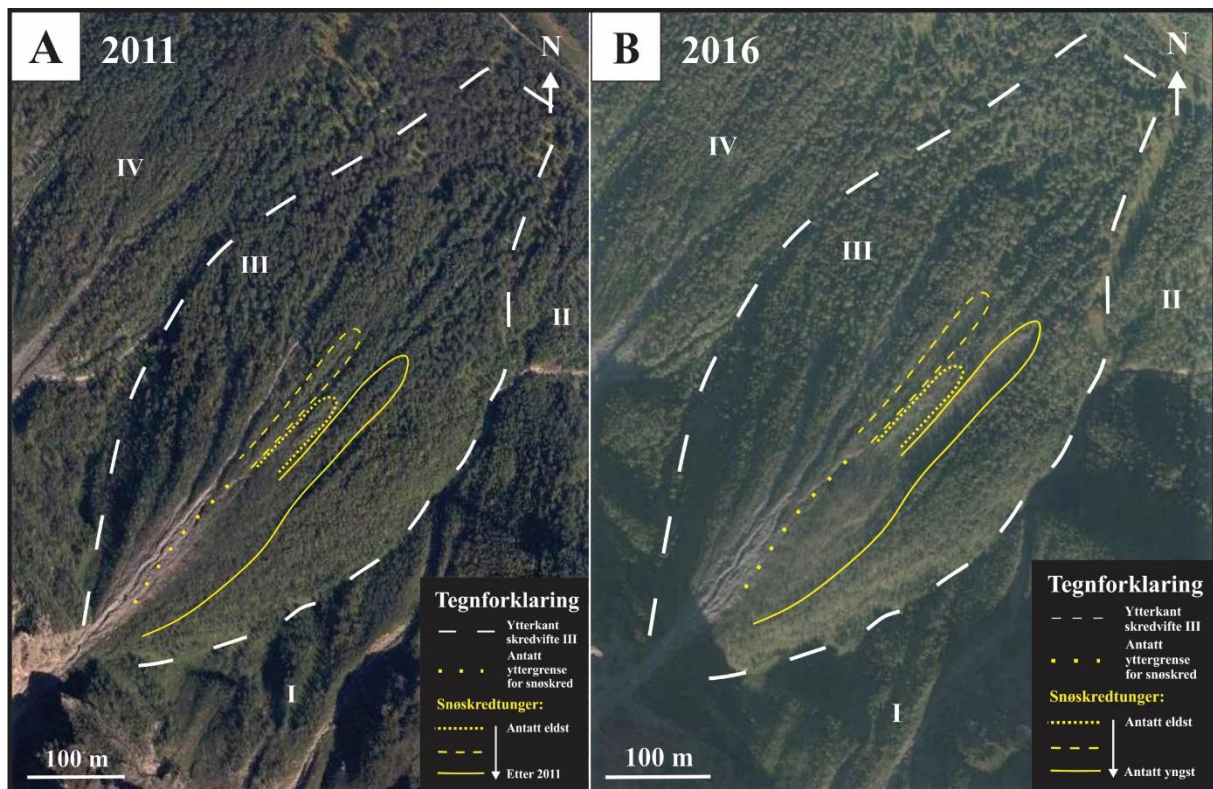 A
2011
N
IV
III
II
I
Tegnforklaring
Ytterkant
skredvifte III
Antatt
yttergrense
for snøskred
Snøskredtunger:
Antatt eldst
Etter 2011
100 m
B
2016
N
IV
III
II
I
Tegnforklaring
Ytterkant
skredvifte III
Antatt
yttergrense
for snøskred
Snøskredtunger:
Antatt eldst
Antatt yngst
100 m